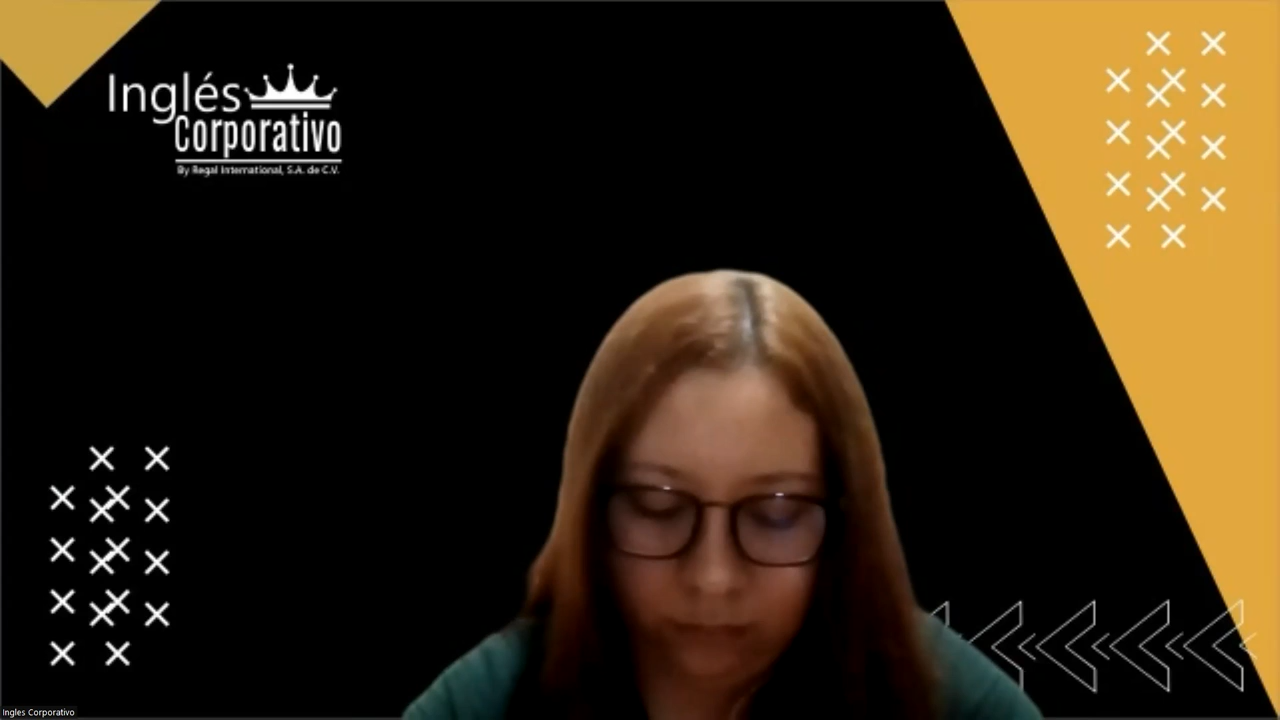 Inglés
Corporativo
By Regal International, S.A. de C.V.
Ingles Corporativo